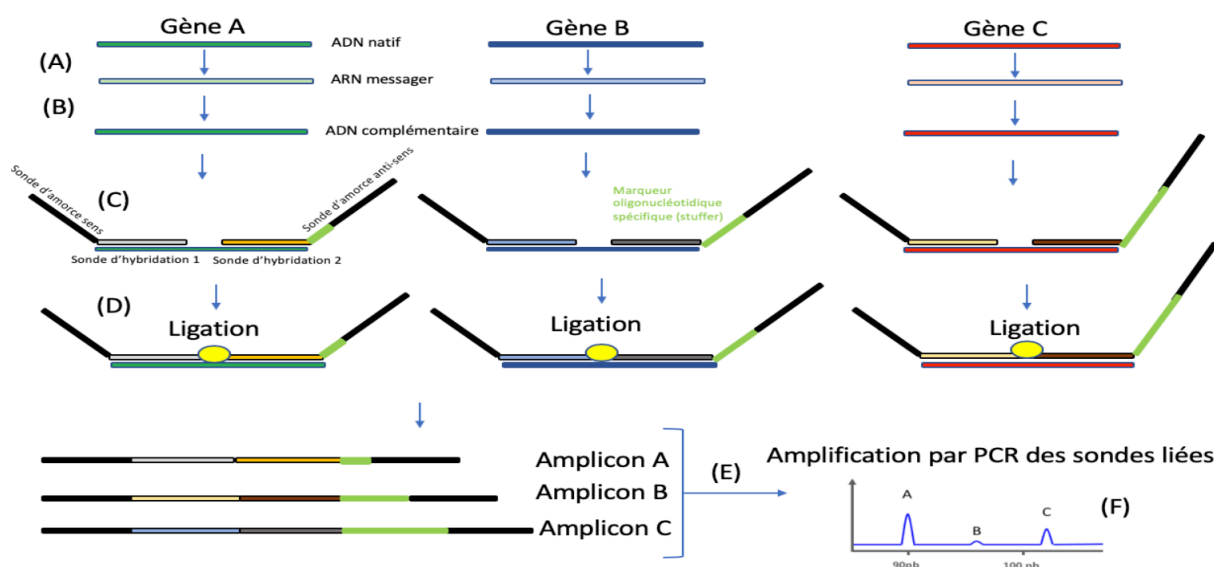 Gène A
Gène B
Gène C
ADN natif
(A)
ARN messager
(B)
ADN complémentaire
Sonde d'amorce sens
(C)
Sonde d'amorce anti-sens
Marqueur
oligonucléotidique
spécifique (stuffer)
Sonde d'hybridation 1
Sonde d'hybridation 2
(D)
Ligation
Ligation
Ligation
Amplicon A
Amplicon B
Amplicon C
(E)
Amplification par PCR des sondes liées
A
B
C
(F)
90pb
100 pb